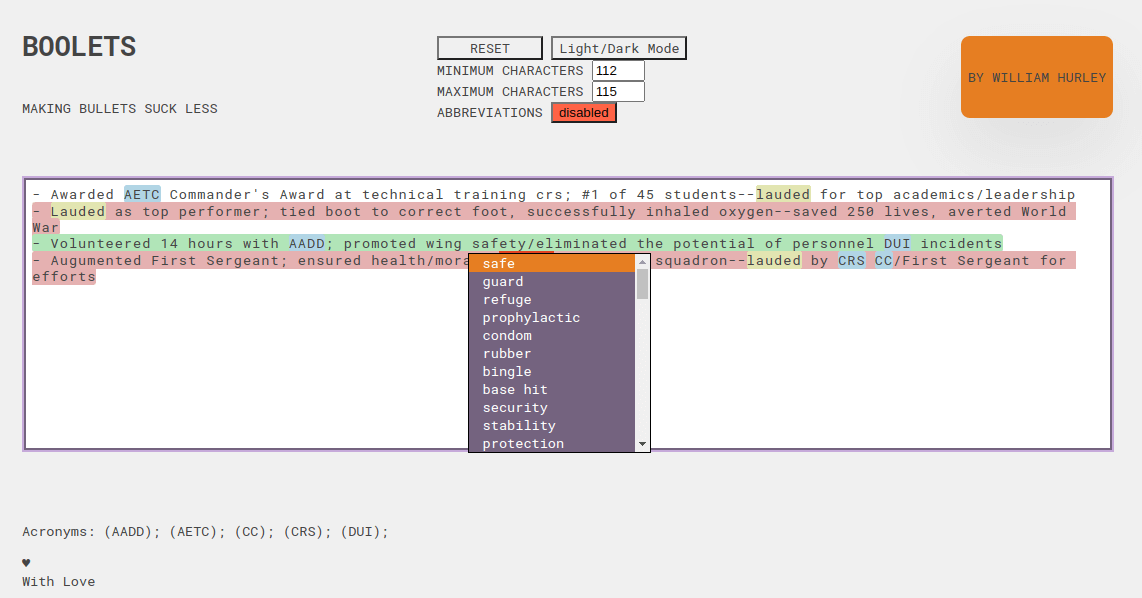 BOOLETS
MAKING BULLETS SUCK LESS
RESET
Light/Dark Mode
MINIMUM CHARACTERS 112
MAXIMUM CHARACTERS 115
ABBREVIATIONS disabled
BY WILLIAM HURLEY
- Awarded AETC Commander's Award at technical training crs; #1 of 45 students--lauded for top academics/leadership
- Lauded as top performer; tied boot to correct foot, successfully inhaled oxygen--saved 250 lives, averted World
War
- Volunteered 14 hours with AADD; promoted wing safety/eliminated the potential of personnel DUI incidents
- Augumented First Sergeant; ensured health/mora squadron--lauded by CRS CC/First Sergeant for
efforts
safe
guard
refuge
prophylactic
condom
rubber
bingle
base hit
security
stability
protection
Acronyms: (AADD); (AETC); (CC); (CRS); (DUI);
♥
With Love